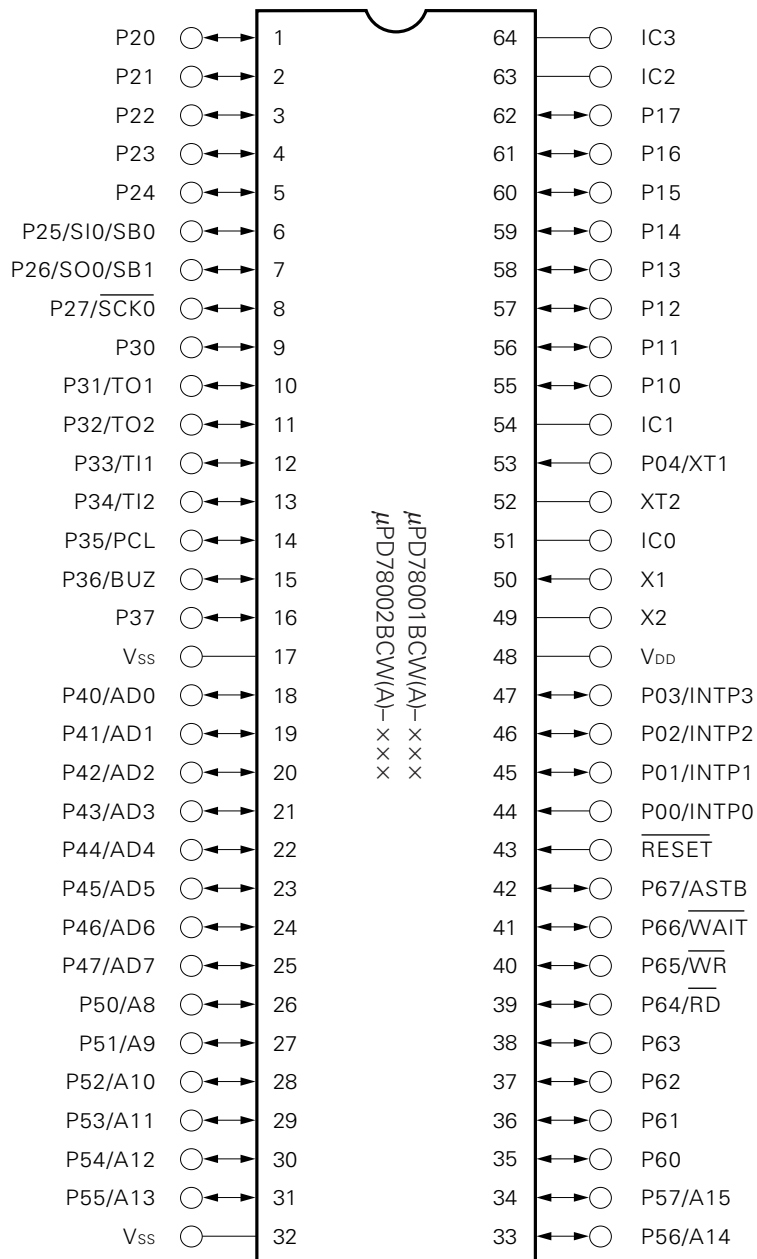 P20 1 64 IC3
P21 2 63 IC2
P22 3 62 P17
P23 4 61 P16
P24 5 60 P15
P25/SI0/SB0 6 59 P14
P26/SO0/SB1 7 58 P13
P27/S̅C̅K̅0̅ 8 57 P12
P30 9 56 P11
P31/TO1 10 55 P10
P32/TO2 11 54 IC1
P33/TI1 12 53 P04/XT1
P34/TI2 13 52 XT2
P35/PCL 14 51 IC0
P36/BUZ 15 50 X1
P37 16 49 X2
VSS 17 48 VDD
P40/AD0 18 47 P03/INTP3
P41/AD1 19 46 P02/INTP2
P42/AD2 20 45 P01/INTP1
P43/AD3 21 44 P00/INTP0
P44/AD4 22 43 R̅E̅S̅E̅T̅
P45/AD5 23 42 P67/ASTB
P46/AD6 24 41 P66/W̅A̅I̅T̅
P47/AD7 25 40 P65/W̅R̅
P50/A8 26 39 P64/R̅D̅
P51/A9 27 38 P63
P52/A10 28 37 P62
P53/A11 29 36 P61
P54/A12 30 35 P60
P55/A13 31 34 P57/A15
VSS 32 33 P56/A14
μPD78001BCW(A)–×××
μPD78002BCW(A)–×××